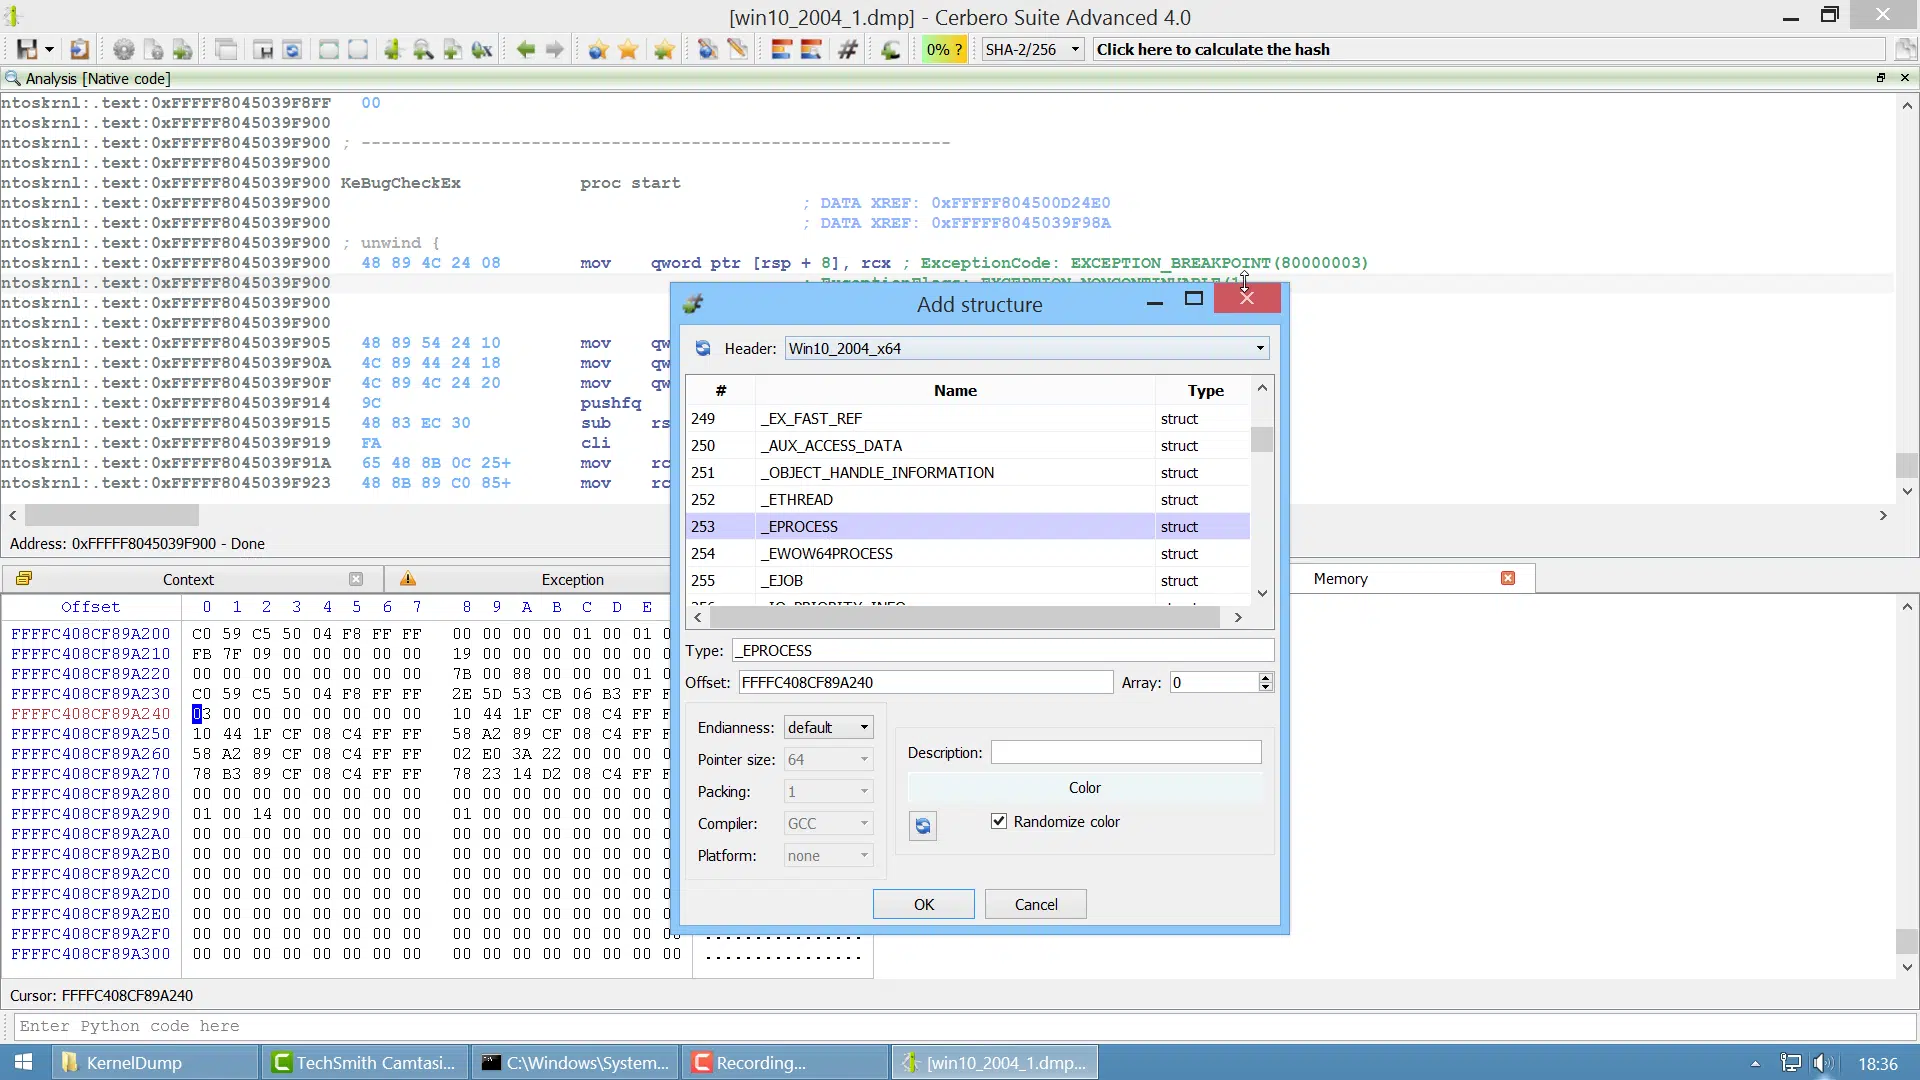 [win10_2004_1.dmp] - Cerbero Suite Advanced 4.0
0% ? SHA-2/256 Click here to calculate the hash
Analysis [Native code]
ntoskrnl:.text:0xFFFFF8045039F8FF 00
ntoskrnl:.text:0xFFFFF8045039F900
ntoskrnl:.text:0xFFFFF8045039F900 ; -----------------------------------------------------------
ntoskrnl:.text:0xFFFFF8045039F900
ntoskrnl:.text:0xFFFFF8045039F900 KeBugCheckEx proc start
ntoskrnl:.text:0xFFFFF8045039F900 ; DATA XREF: 0xFFFFF804500D24E0
ntoskrnl:.text:0xFFFFF8045039F900 ; DATA XREF: 0xFFFFF8045039F98A
ntoskrnl:.text:0xFFFFF8045039F900 ; unwind {
ntoskrnl:.text:0xFFFFF8045039F900 48 89 4C 24 08 mov qword ptr [rsp + 8], rcx ; ExceptionCode: EXCEPTION_BREAKPOINT(80000003)
ntoskrnl:.text:0xFFFFF8045039F900 ; ExceptionFlags: EXCEPTION_NONCONTINUABLE(1)
ntoskrnl:.text:0xFFFFF8045039F900
ntoskrnl:.text:0xFFFFF8045039F900
ntoskrnl:.text:0xFFFFF8045039F905 48 89 54 24 10 mov qw
ntoskrnl:.text:0xFFFFF8045039F90A 4C 89 44 24 18 mov qw
ntoskrnl:.text:0xFFFFF8045039F90F 4C 89 4C 24 20 mov qw
ntoskrnl:.text:0xFFFFF8045039F914 9C pushfq
ntoskrnl:.text:0xFFFFF8045039F915 48 83 EC 30 sub rs
ntoskrnl:.text:0xFFFFF8045039F919 FA cli
ntoskrnl:.text:0xFFFFF8045039F91A 65 48 8B 0C 25+ mov rc
ntoskrnl:.text:0xFFFFF8045039F923 48 8B 89 C0 85+ mov rc
Address: 0xFFFFF8045039F900 - Done
Context Exception Memory
Offset 0 1 2 3 4 5 6 7 8 9 A B C D E
FFFFC408CF89A200 C0 59 C5 50 04 F8 FF FF 00 00 00 00 01 00 01 0
FFFFC408CF89A210 FB 7F 09 00 00 00 00 00 19 00 00 00 00 00 00 0
FFFFC408CF89A220 00 00 00 00 00 00 00 00 7B 00 88 00 00 00 01 0
FFFFC408CF89A230 C0 59 C5 50 04 F8 FF FF 2E 5D 53 CB 06 B3 FF F
FFFFC408CF89A240 03 00 00 00 00 00 00 00 10 44 1F CF 08 C4 FF F
FFFFC408CF89A250 10 44 1F CF 08 C4 FF FF 58 A2 89 CF 08 C4 FF F
FFFFC408CF89A260 58 A2 89 CF 08 C4 FF FF 02 E0 3A 22 00 00 00 0
FFFFC408CF89A270 78 B3 89 CF 08 C4 FF FF 78 23 14 D2 08 C4 FF F
FFFFC408CF89A280 00 00 00 00 00 00 00 00 00 00 00 00 00 00 00 0
FFFFC408CF89A290 01 00 14 00 00 00 00 00 01 00 00 00 00 00 00 0
FFFFC408CF89A2A0 00 00 00 00 00 00 00 00 00 00 00 00 00 00 00 0
FFFFC408CF89A2B0 00 00 00 00 00 00 00 00 00 00 00 00 00 00 00 0
FFFFC408CF89A2C0 00 00 00 00 00 00 00 00 00 00 00 00 00 00 00 0
FFFFC408CF89A2D0 00 00 00 00 00 00 00 00 00 00 00 00 00 00 00 0
FFFFC408CF89A2E0 00 00 00 00 00 00 00 00 00 00 00 00 00 00 00 0
FFFFC408CF89A2F0 00 00 00 00 00 00 00 00 00 00 00 00 00 00 00 00 ................
FFFFC408CF89A300 00 00 00 00 00 00 00 00 00 00 00 00 00 00 00 00 ................
Cursor: FFFFC408CF89A240
Enter Python code here
Add structure
Header: Win10_2004_x64
# Name Type
249 _EX_FAST_REF struct
250 _AUX_ACCESS_DATA struct
251 _OBJECT_HANDLE_INFORMATION struct
252 _ETHREAD struct
253 _EPROCESS struct
254 _EWOW64PROCESS struct
255 _EJOB struct
256 _IO_PRIORITY_INFO struct
Type: _EPROCESS
Offset: FFFFC408CF89A240 Array: 0
Endianness: default
Pointer size: 64
Packing: 1
Compiler: GCC
Platform: none
Description:
Color
Randomize color
OK Cancel
KernelDump TechSmith Camtasi... C:\Windows\System... Recording... [win10_2004_1.dmp... 18:36